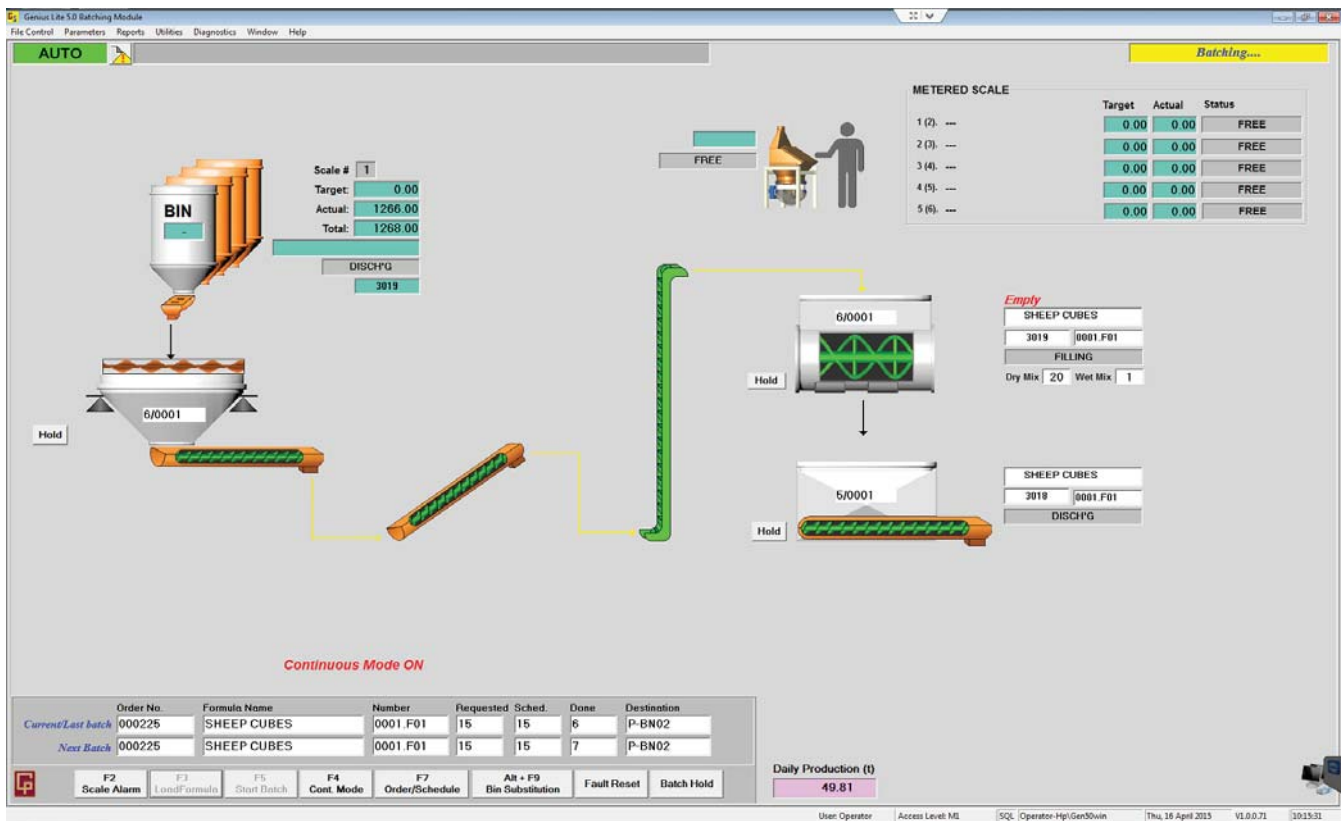 Genius Lite 5.0 Batching Module
File Control Parameters Reports Utilities Diagnostics Window Help
AUTO
Batching....
METERED SCALE
Target Actual Status
1 (2). --- 0.00 0.00 FREE
2 (3). --- 0.00 0.00 FREE
3 (4). --- 0.00 0.00 FREE
4 (5). --- 0.00 0.00 FREE
5 (6). --- 0.00 0.00 FREE
FREE
Scale # 1
Target: 0.00
Actual: 1266.00
Total: 1268.00
DISCH'G
3019
BIN
-
6/0001
Hold
6/0001
Hold
Empty
SHEEP CUBES
3019 0001.F01
FILLING
Dry Mix 20 Wet Mix 1
5/0001
Hold
SHEEP CUBES
3018 0001.F01
DISCH'G
Continuous Mode ON
Order No. Formula Name Number Requested Sched. Done Destination
Current/Last batch 000225 SHEEP CUBES 0001.F01 15 15 6 P-BN02
Next Batch 000225 SHEEP CUBES 0001.F01 15 15 7 P-BN02
F2 Scale Alarm
F3 LoadFormula
F5 Start Batch
F4 Cont. Mode
F7 Order/Schedule
Alt + F9 Bin Substitution
Fault Reset
Batch Hold
Daily Production (t)
49.81
User: Operator Access Level: M1 SQL Operator-Hp\Gen50win Thu, 16 April 2015 V1.0.0.71 10:15:31